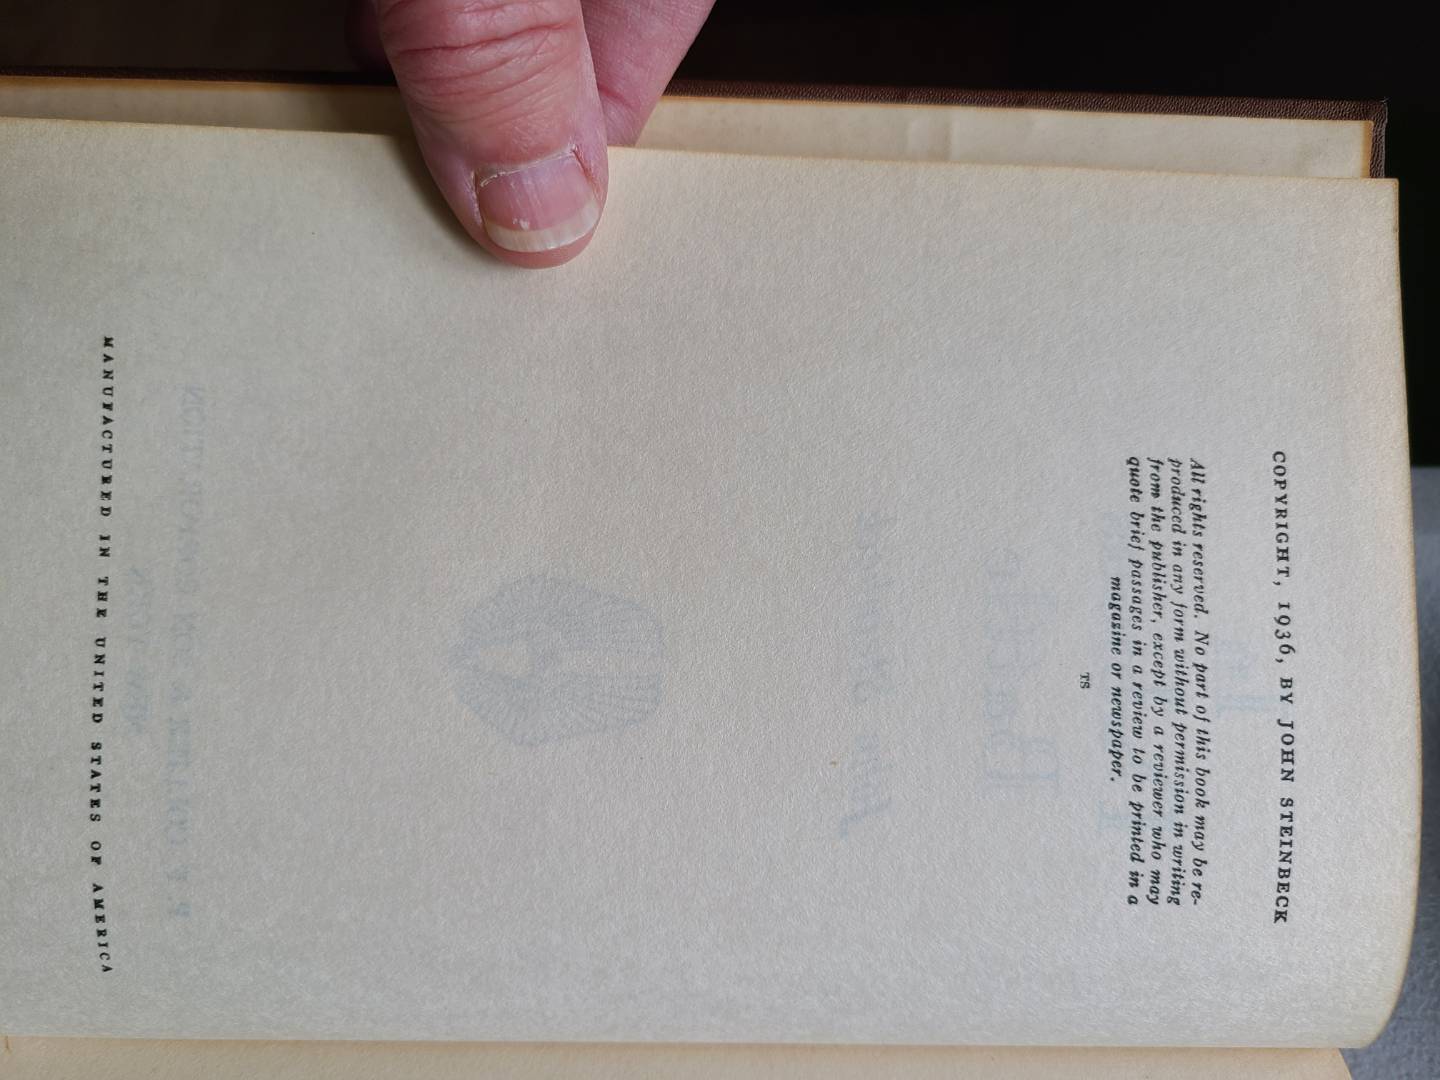 COPYRIGHT, 1936, BY JOHN STEINBECK
All rights reserved. No part of this book may be re-
produced in any form without permission in writing
from the publisher, except by a reviewer who may
quote brief passages in a review to be printed in a
magazine or newspaper.
TS
MANUFACTURED IN THE UNITED STATES OF AMERICA